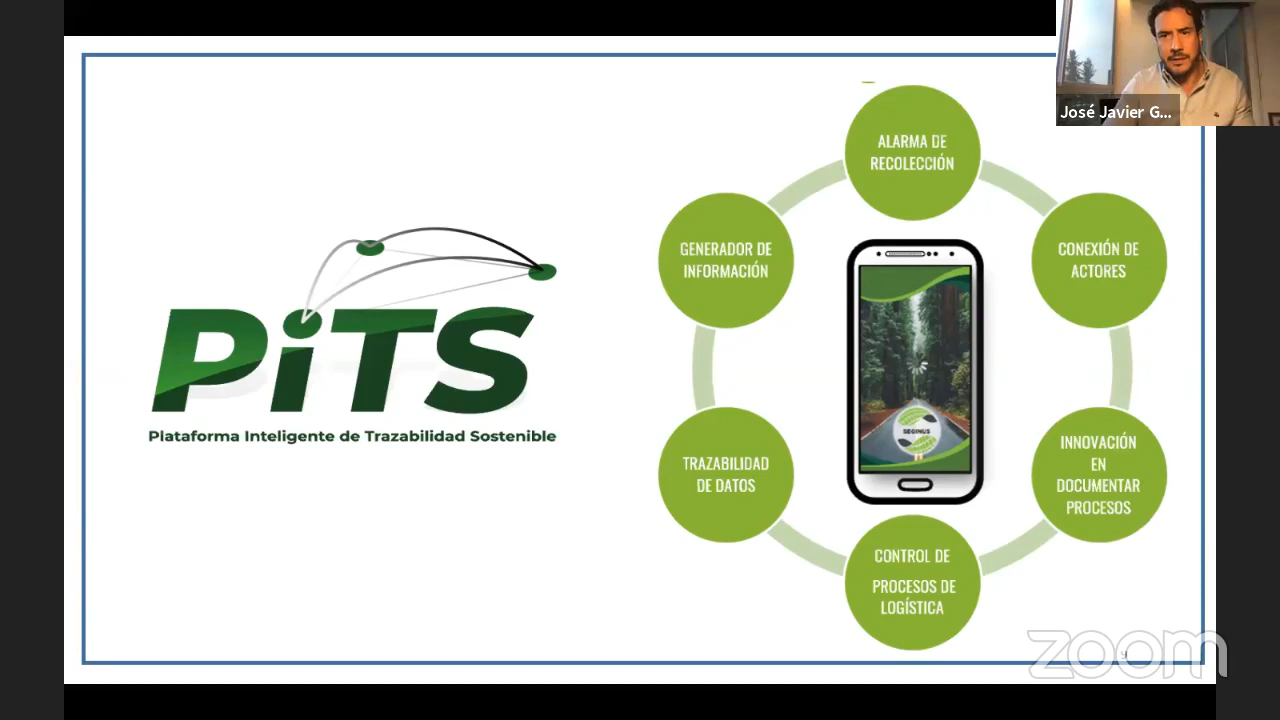 José Javier G...
PiTS
Plataforma Inteligente de Trazabilidad Sostenible
ALARMA DE
RECOLECCIÓN
CONEXIÓN DE
ACTORES
INNOVACIÓN
EN
DOCUMENTAR
PROCESOS
CONTROL DE
PROCESOS DE
LOGÍSTICA
TRAZABILIDAD
DE DATOS
GENERADOR DE
INFORMACIÓN
SEGINUS
zoom